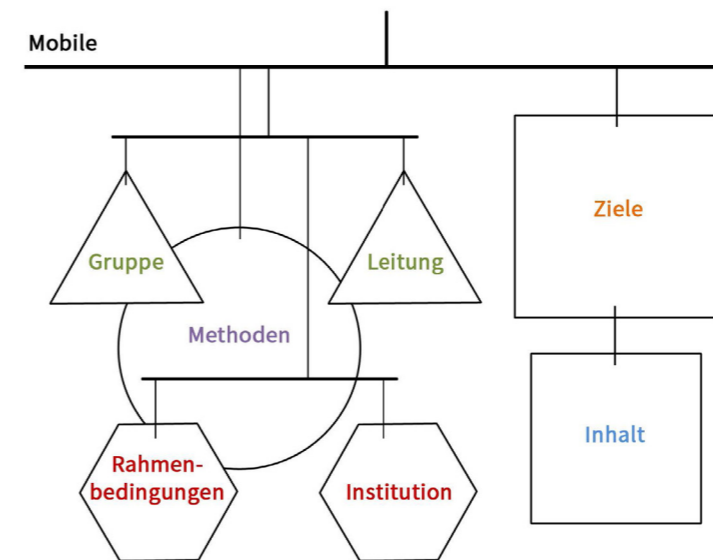 Mobile
Ziele
Gruppe
Leitung
Methoden
Inhalt
Rahmen-
bedingungen
Institution